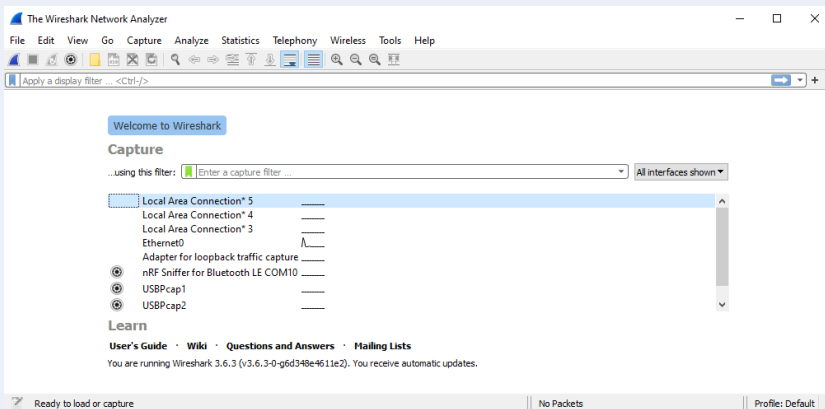 The Wireshark Network Analyzer
File Edit View Go Capture Analyze Statistics Telephony Wireless Tools Help
Apply a display filter ... <Ctrl-/>
Welcome to Wireshark
Capture
...using this filter: Enter a capture filter ... All interfaces shown
Local Area Connection* 5
Local Area Connection* 4
Local Area Connection* 3
Ethernet0
Adapter for loopback traffic capture
nRF Sniffer for Bluetooth LE COM10
USBPcap1
USBPcap2
Learn
User's Guide · Wiki · Questions and Answers · Mailing Lists
You are running Wireshark 3.6.3 (v3.6.3-0-g6d348e4611e2). You receive automatic updates.
Ready to load or capture No Packets Profile: Default